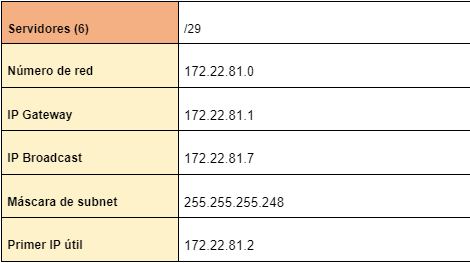 Servidores (6) /29
Número de red 172.22.81.0
IP Gateway 172.22.81.1
IP Broadcast 172.22.81.7
Máscara de subnet 255.255.255.248
Primer IP útil 172.22.81.2